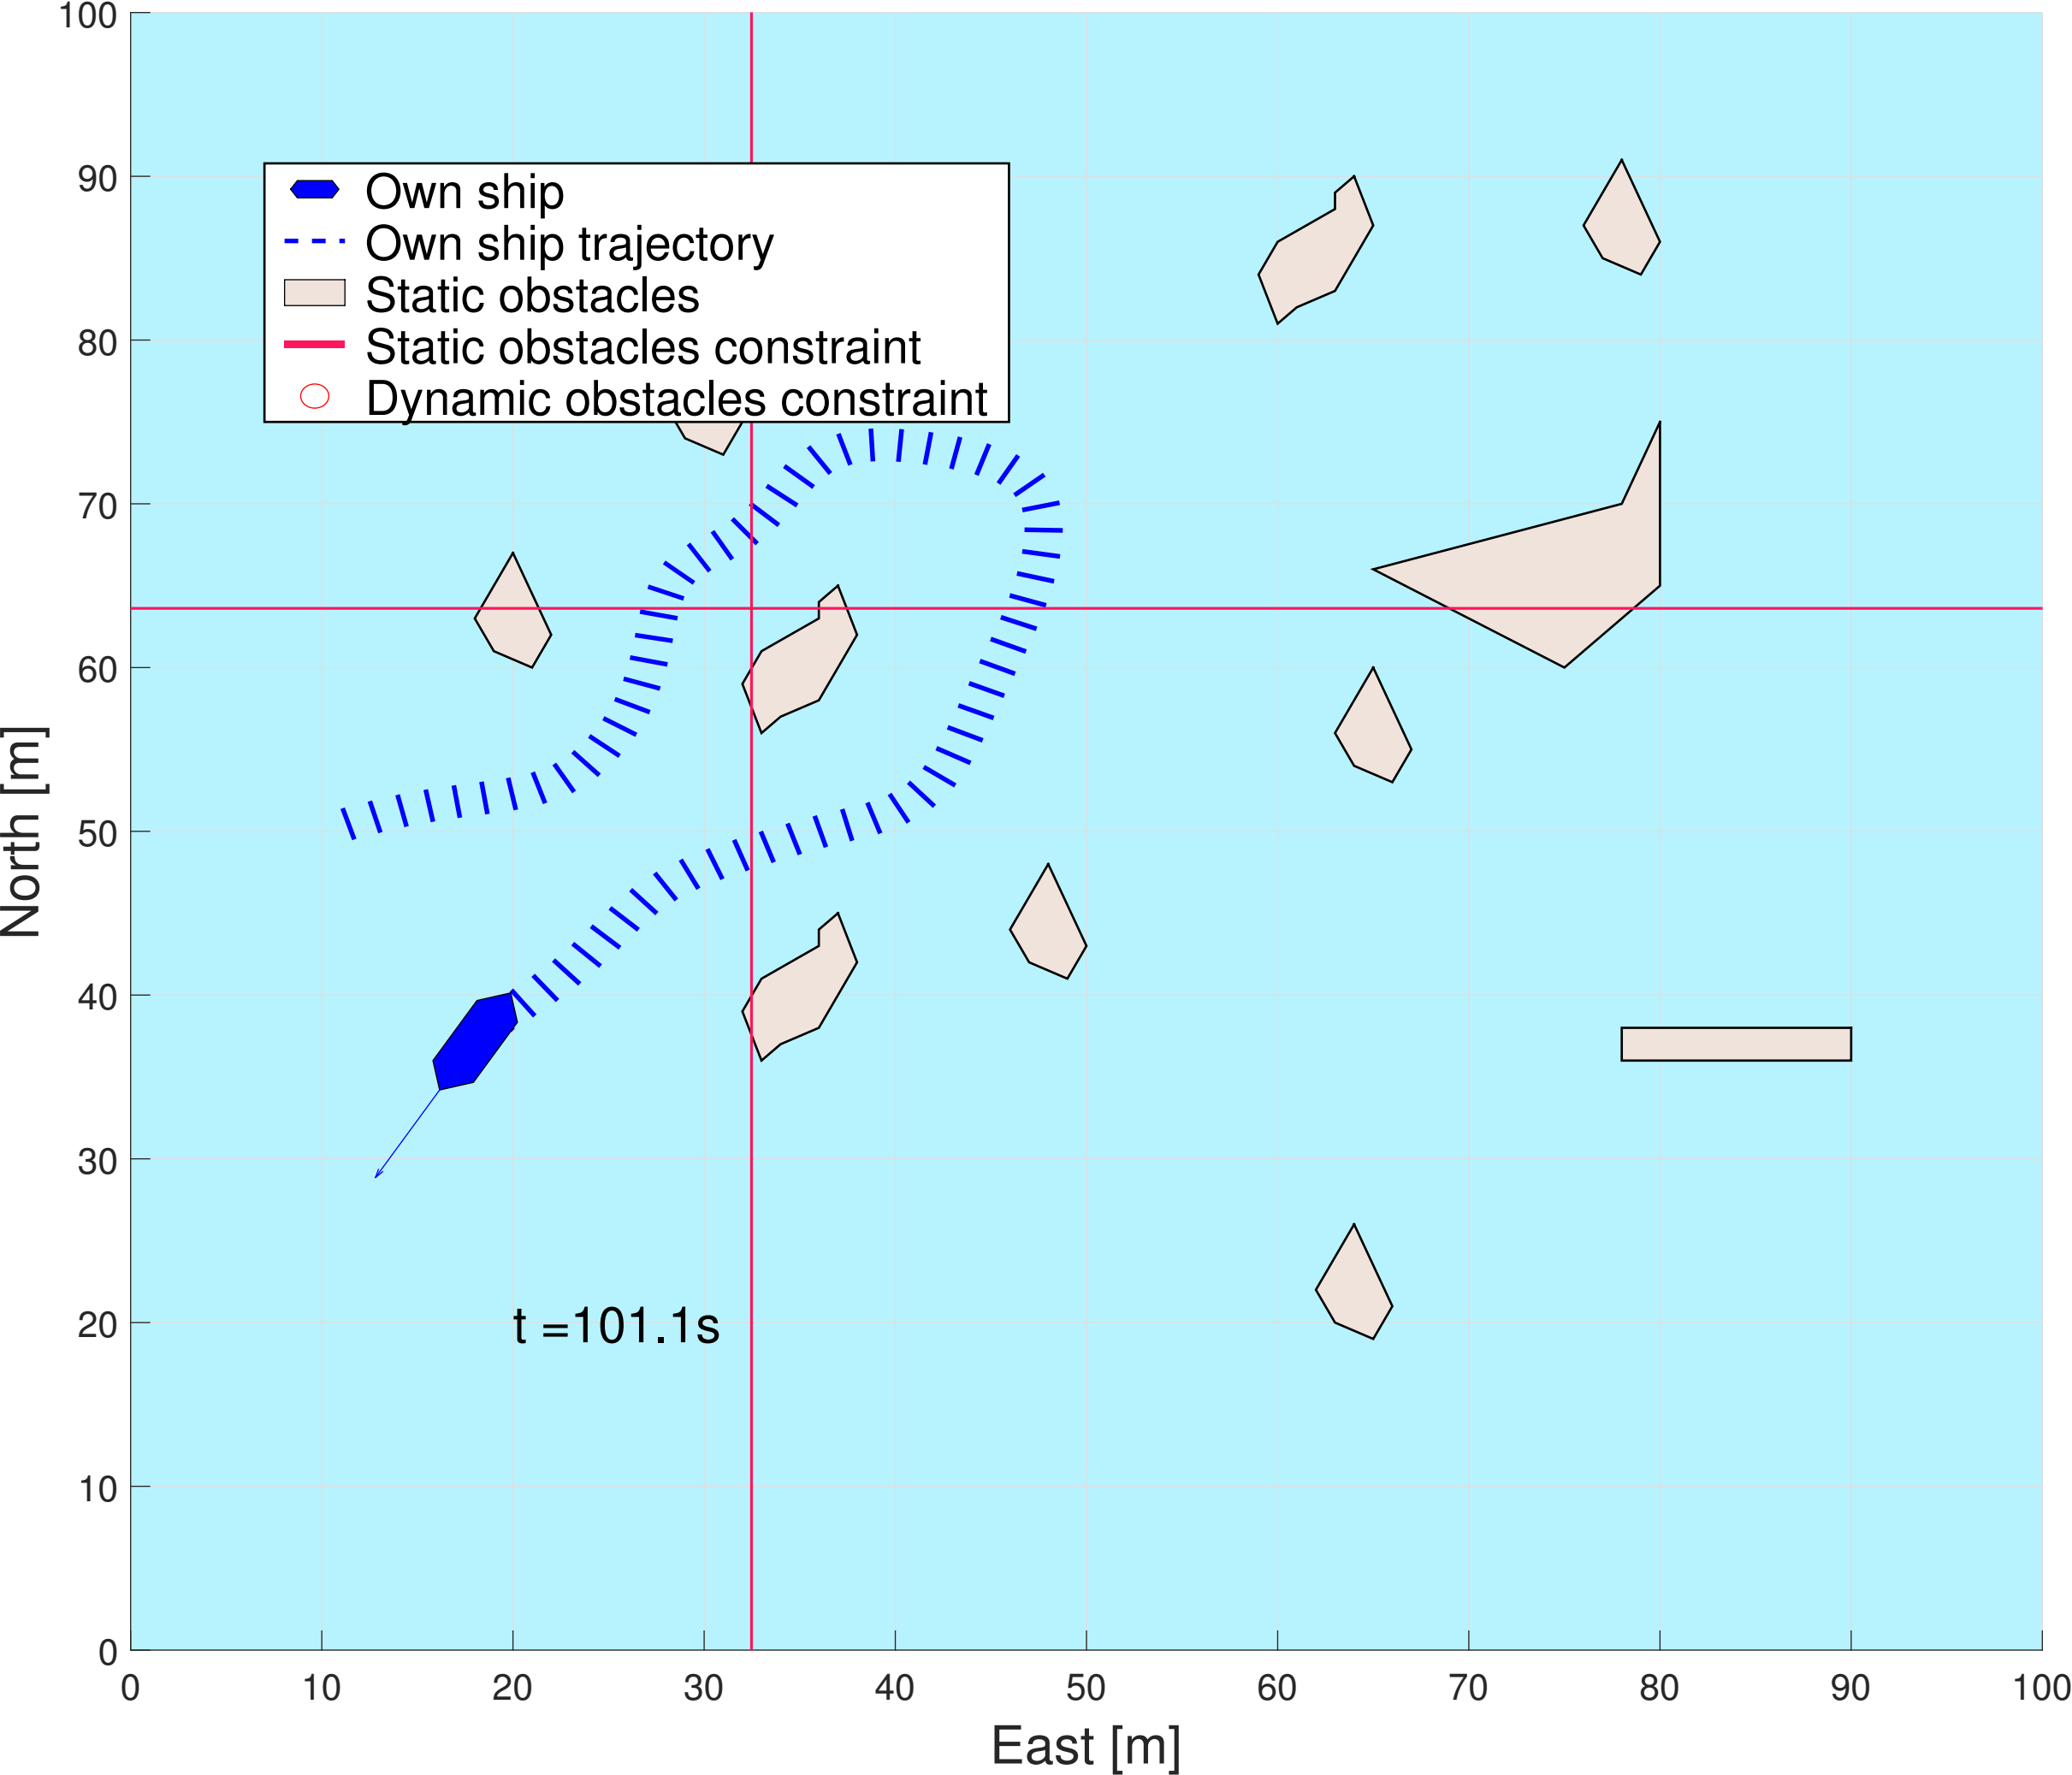 100
90
80
70
60
50
40
30
20
10
0
North [m]
Own ship
Own ship trajectory
Static obstacles
Static obstacles constraint
Dynamic obstacles constraint
t =101.1s
0 10 20 30 40 50 60 70 80 90 100
East [m]